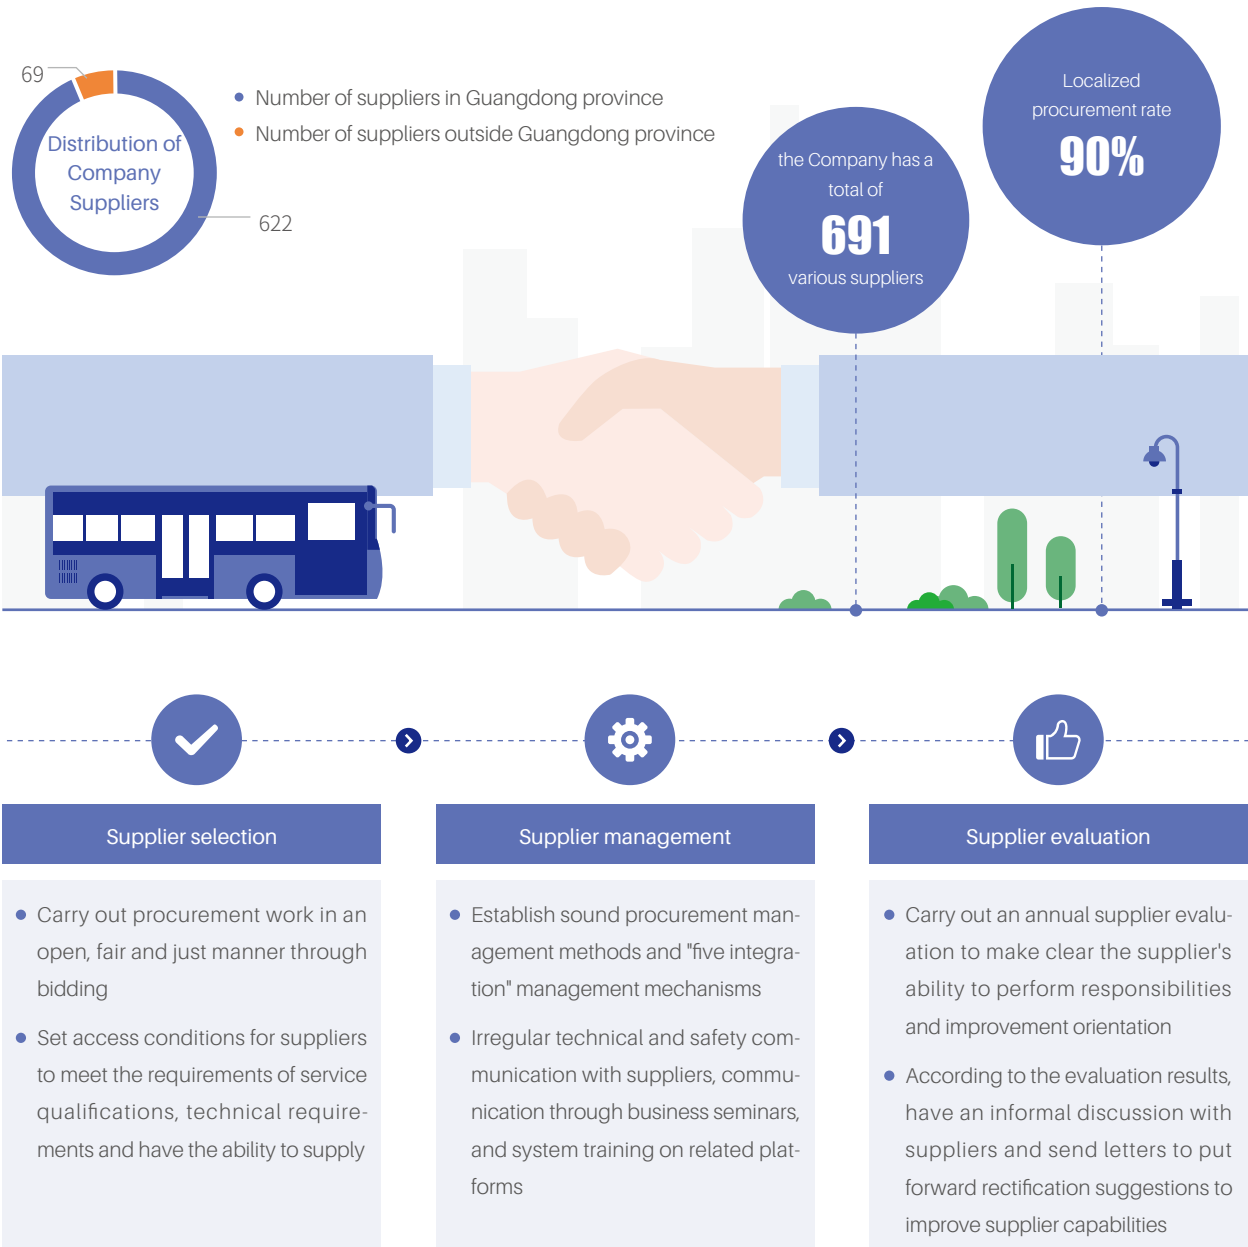 69
Distribution of
Company
Suppliers
622
Number of suppliers in Guangdong province
Number of suppliers outside Guangdong province
the Company has a
total of
691
various suppliers
Localized
procurement rate
90%
Supplier selection
Carry out procurement work in an
open, fair and just manner through
bidding
Set access conditions for suppliers
to meet the requirements of service
qualifications, technical require-
ments and have the ability to supply
Supplier management
Establish sound procurement man-
agement methods and "five integra-
tion" management mechanisms
Irregular technical and safety com-
munication with suppliers, commu-
nication through business seminars,
and system training on related plat-
forms
Supplier evaluation
Carry out an annual supplier evalu-
ation to make clear the supplier's
ability to perform responsibilities
and improvement orientation
According to the evaluation results,
have an informal discussion with
suppliers and send letters to put
forward rectification suggestions to
improve supplier capabilities